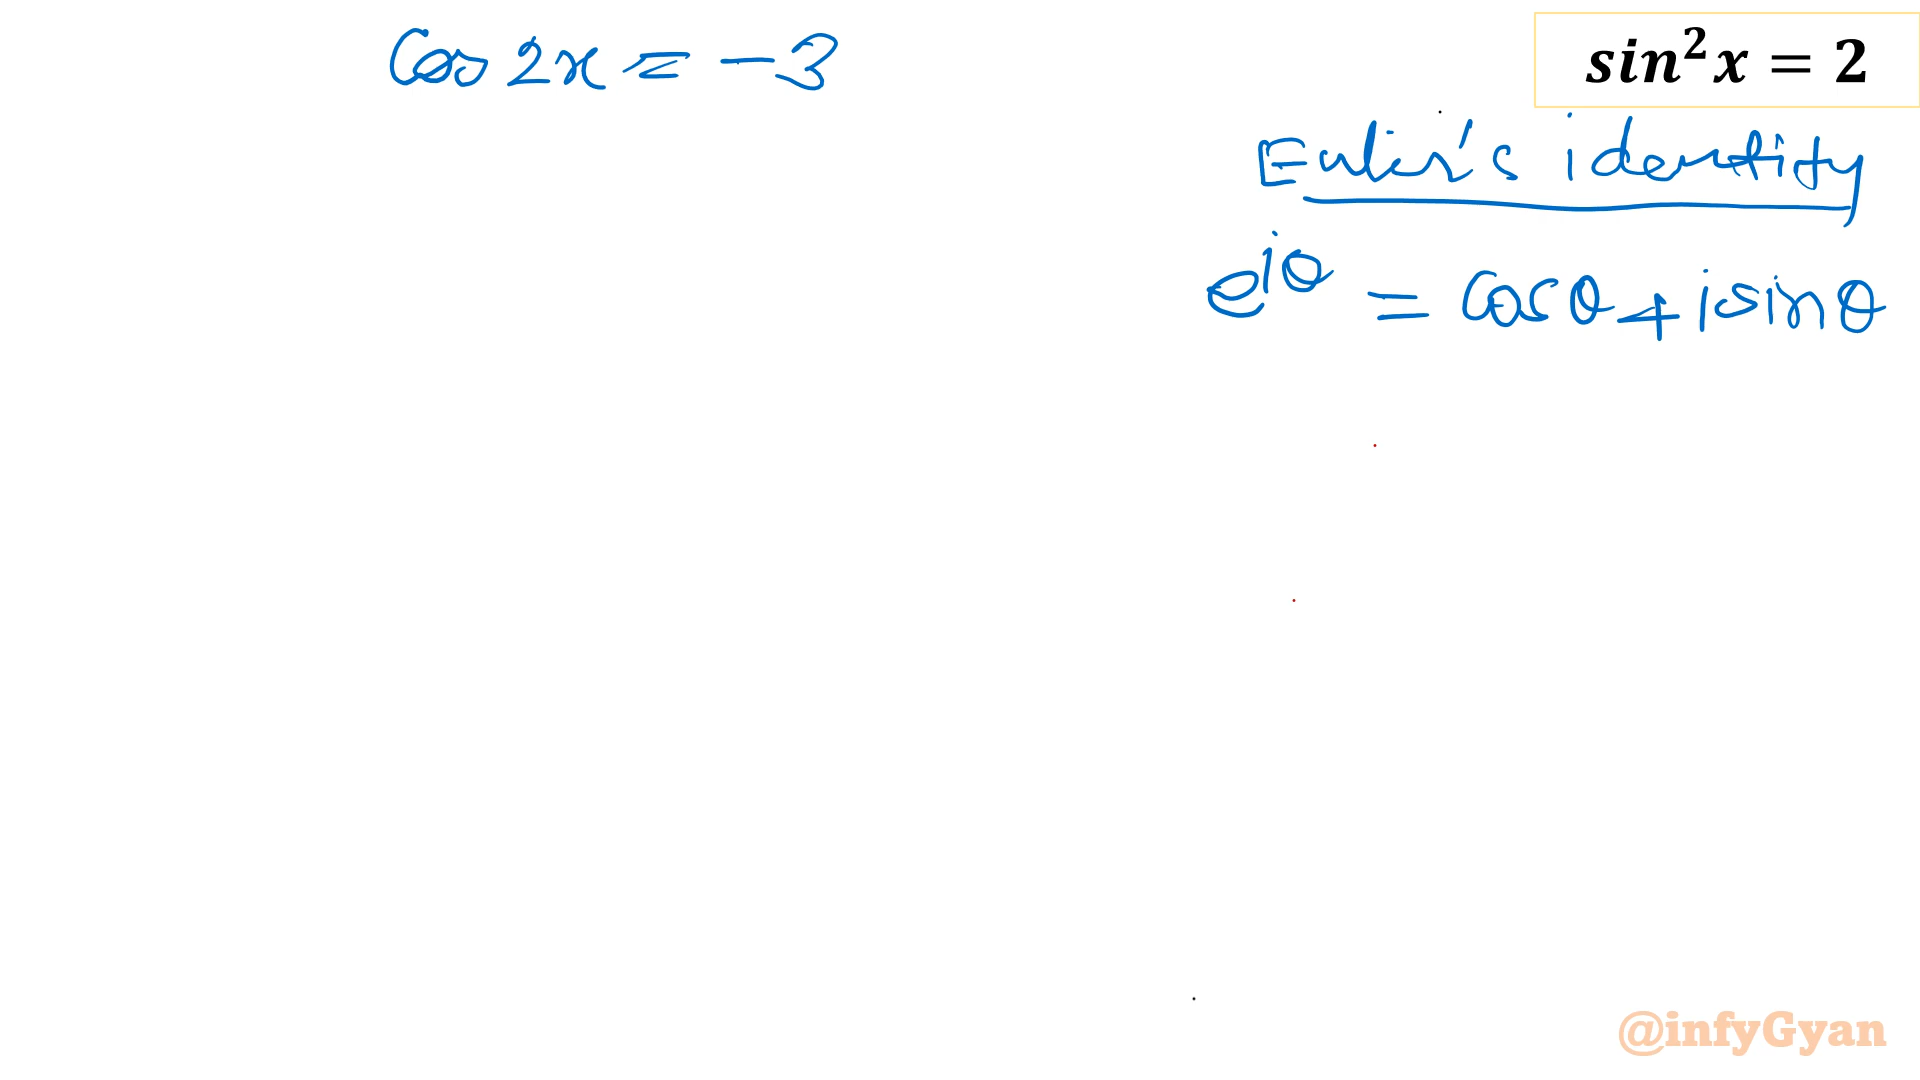 Cos 2x = -3
sin²x = 2
Euler's identity
e^{iθ} = cosθ + isinθ
@infyGyan